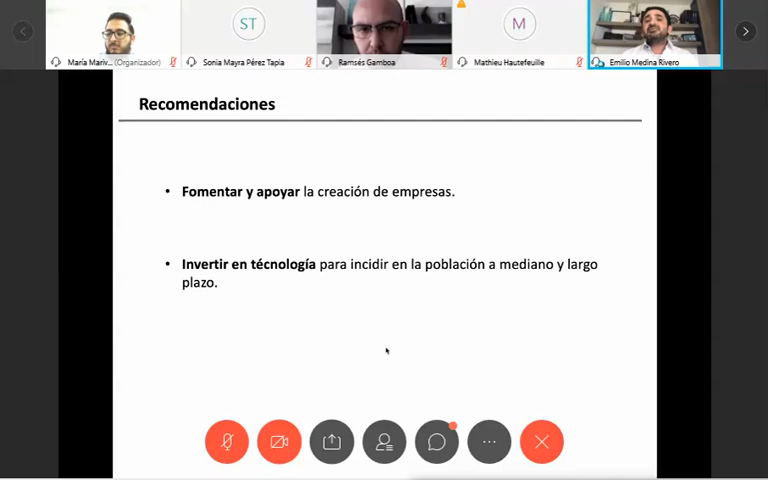 ST
M
María Mariv... (Organizador)
Sonia Mayra Pérez Tapia
Ramsés Gamboa
Mathieu Hautefeuille
Emilio Medina Rivero
Recomendaciones
• Fomentar y apoyar la creación de empresas.
• Invertir en técnología para incidir en la población a mediano y largo
plazo.